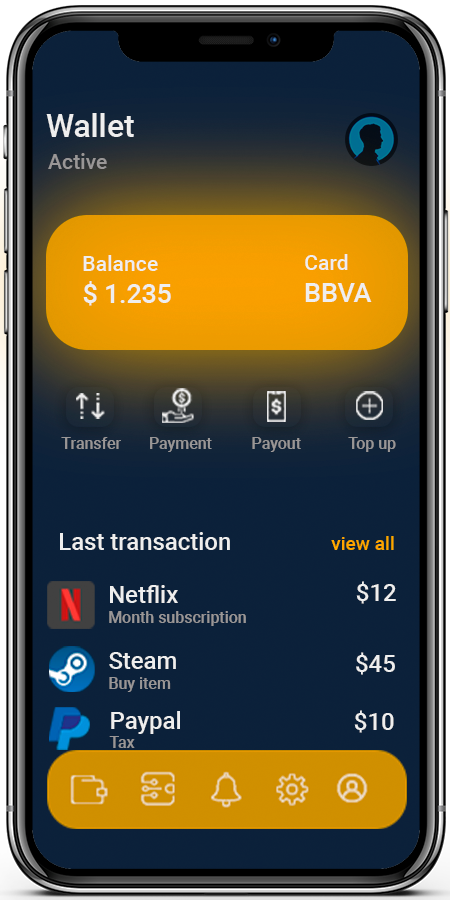 Wallet
Active
Balance
Card
$ 1.235
BBVA
Transfer
Payment
Payout
Top up
Last transaction
view all
Netflix
$12
Month subscription
Steam
$45
Buy item
Paypal
$10
Tax